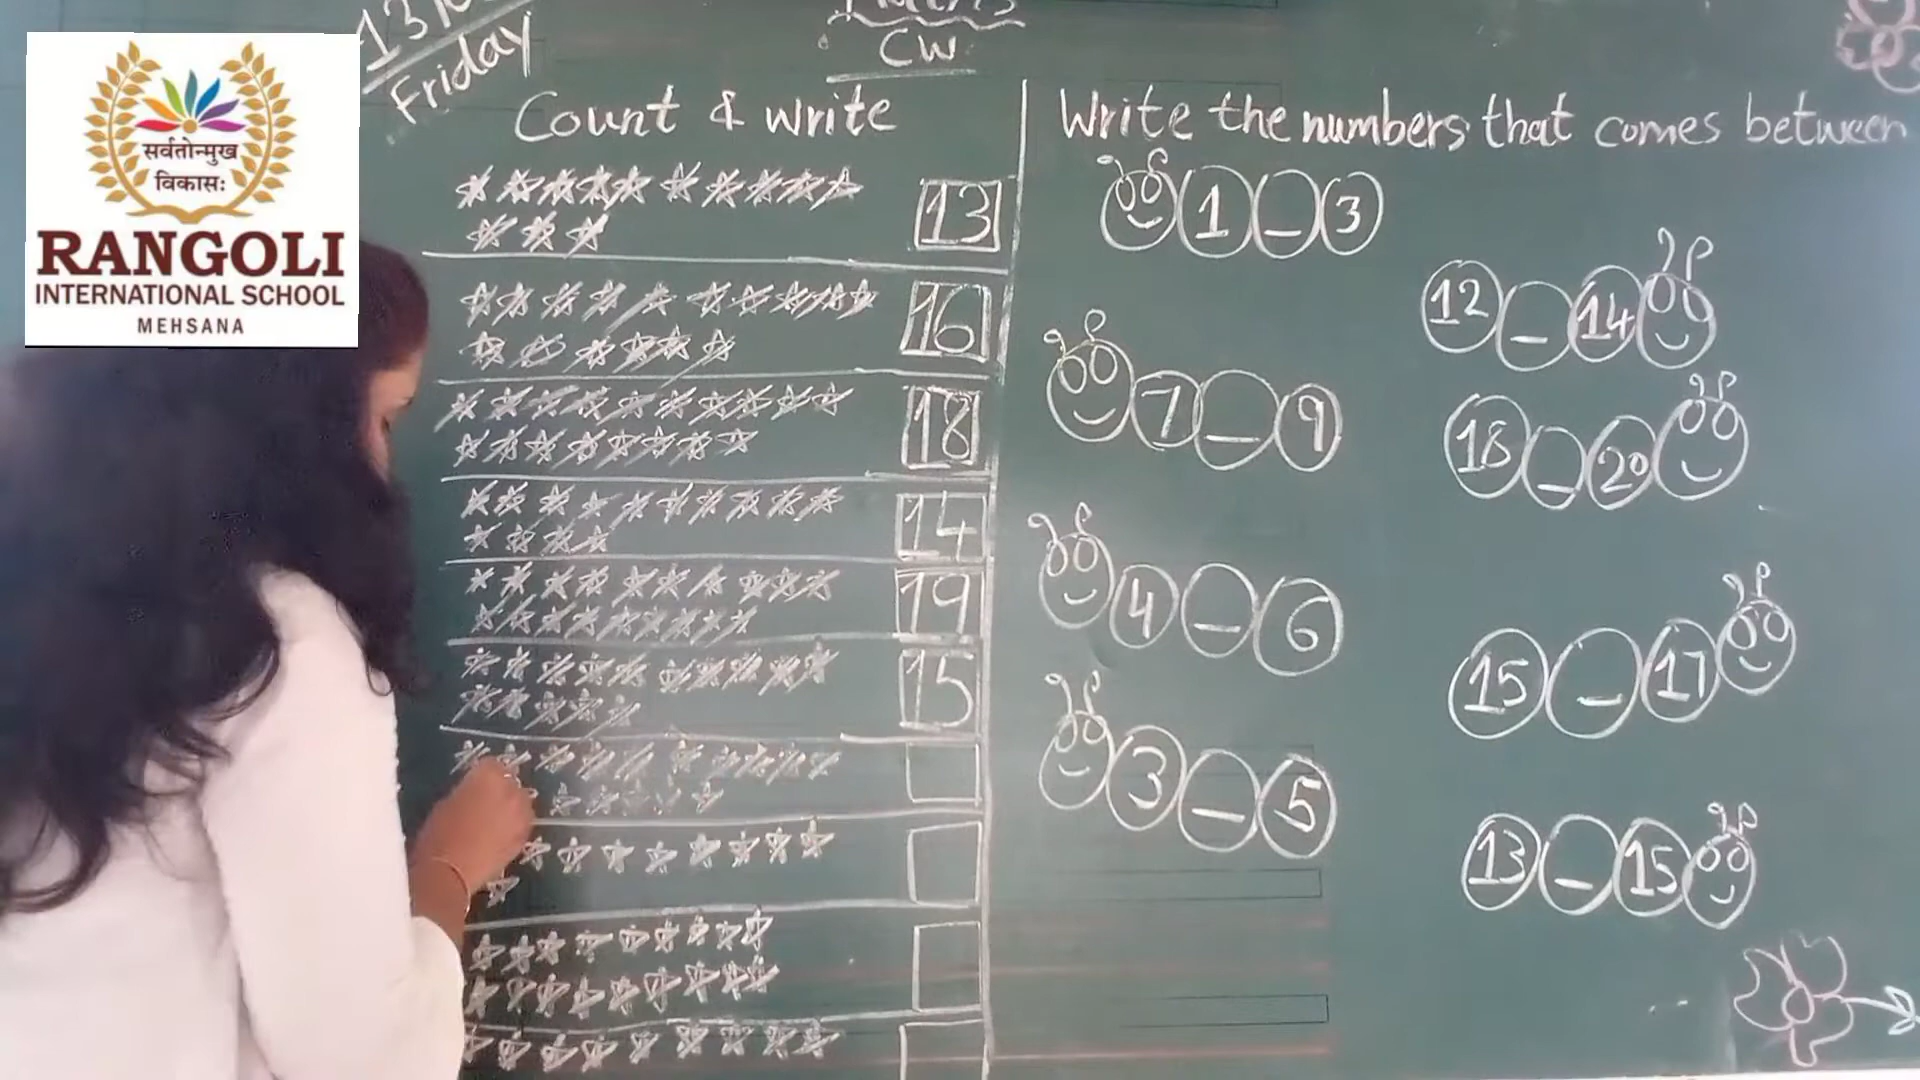 सर्वतोन्मुख
विकासः
RANGOLI
INTERNATIONAL SCHOOL
MEHSANA
13
Friday
CW
Count & write
13
16
18
14
19
15
Write the numbers that comes between
1 _ 3
12 _ 14
7 _ 9
18 _ 20
4 _ 6
15 _ 17
3 _ 5
13 _ 15